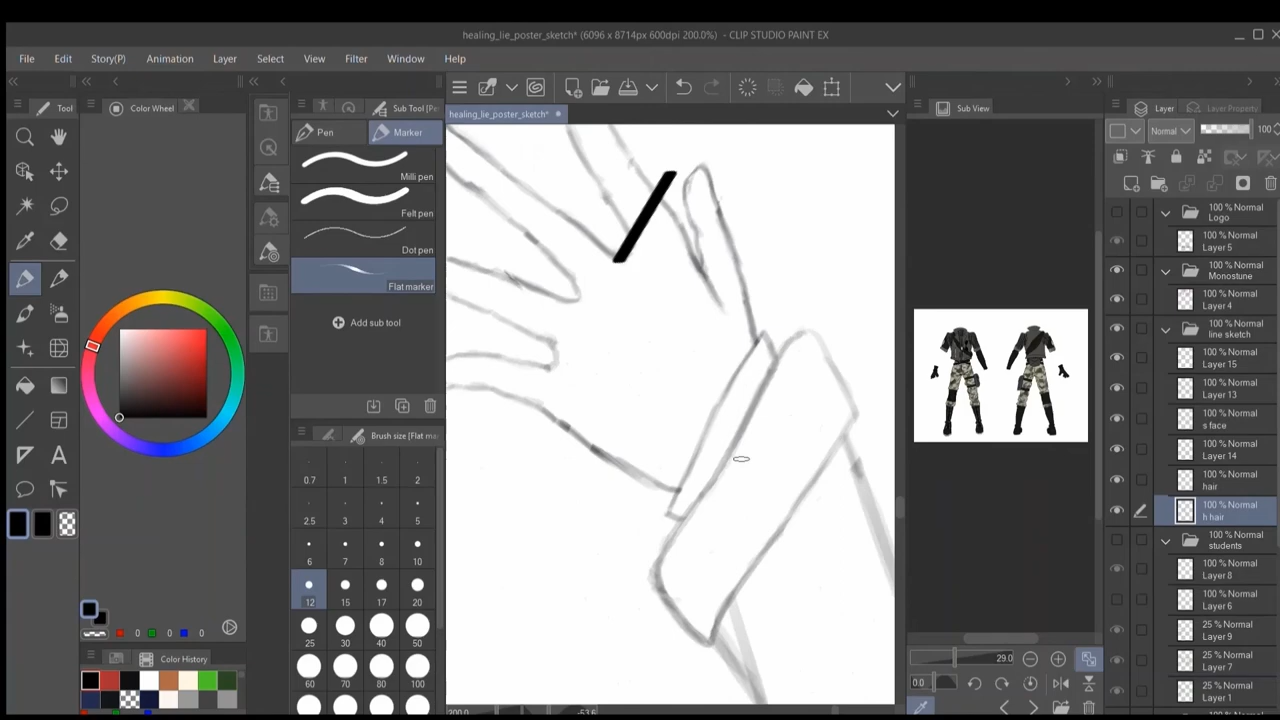 healing_lie_poster_sketch* (6096 x 8714px 600dpi 200.0%) - CLIP STUDIO PAINT EX
File Edit Story(P) Animation Layer Select View Filter Window Help
Tool
Color Wheel
Sub Tool [Pe
healing_lie_poster_sketch*
Sub View
Layer
Layer Property
Pen
Marker
Normal
100
Milli pen
Felt pen
Dot pen
Flat marker
Add sub tool
Brush size [Flat ma
0.7 1 1.5 2
2.5 3 4 5
6 7 8 10
12 15 17 20
25 30 40 50
60 70 80 100
0 0 0
Color History
100 % Normal
Logo
100 % Normal
Layer 5
100 % Normal
Monostune
100 % Normal
Layer 4
100 % Normal
line sketch
100 % Normal
Layer 15
100 % Normal
Layer 13
100 % Normal
s face
100 % Normal
Layer 14
100 % Normal
hair
100 % Normal
h hair
100 % Normal
students
100 % Normal
Layer 8
100 % Normal
Layer 6
25 % Normal
Layer 9
25 % Normal
Layer 7
25 % Normal
Layer 1
29.0
0.0
200.0
-53.6